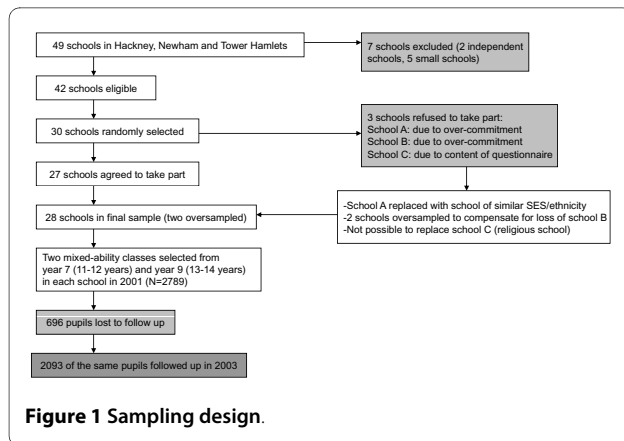 49 schools in Hackney, Newham and Tower Hamlets
7 schools excluded (2 independent
schools, 5 small schools)
42 schools eligible
30 schools randomly selected
3 schools refused to take part:
School A: due to over-commitment
School B: due to over-commitment
School C: due to content of questionnaire
27 schools agreed to take part
-School A replaced with school of similar SES/ethnicity
-2 schools oversampled to compensate for loss of school B
-Not possible to replace school C (religious school)
28 schools in final sample (two oversampled)
Two mixed-ability classes selected from
year 7 (11-12 years) and year 9 (13-14 years)
in each school in 2001 (N=2789)
696 pupils lost to follow up
2093 of the same pupils followed up in 2003
Figure 1 Sampling design.